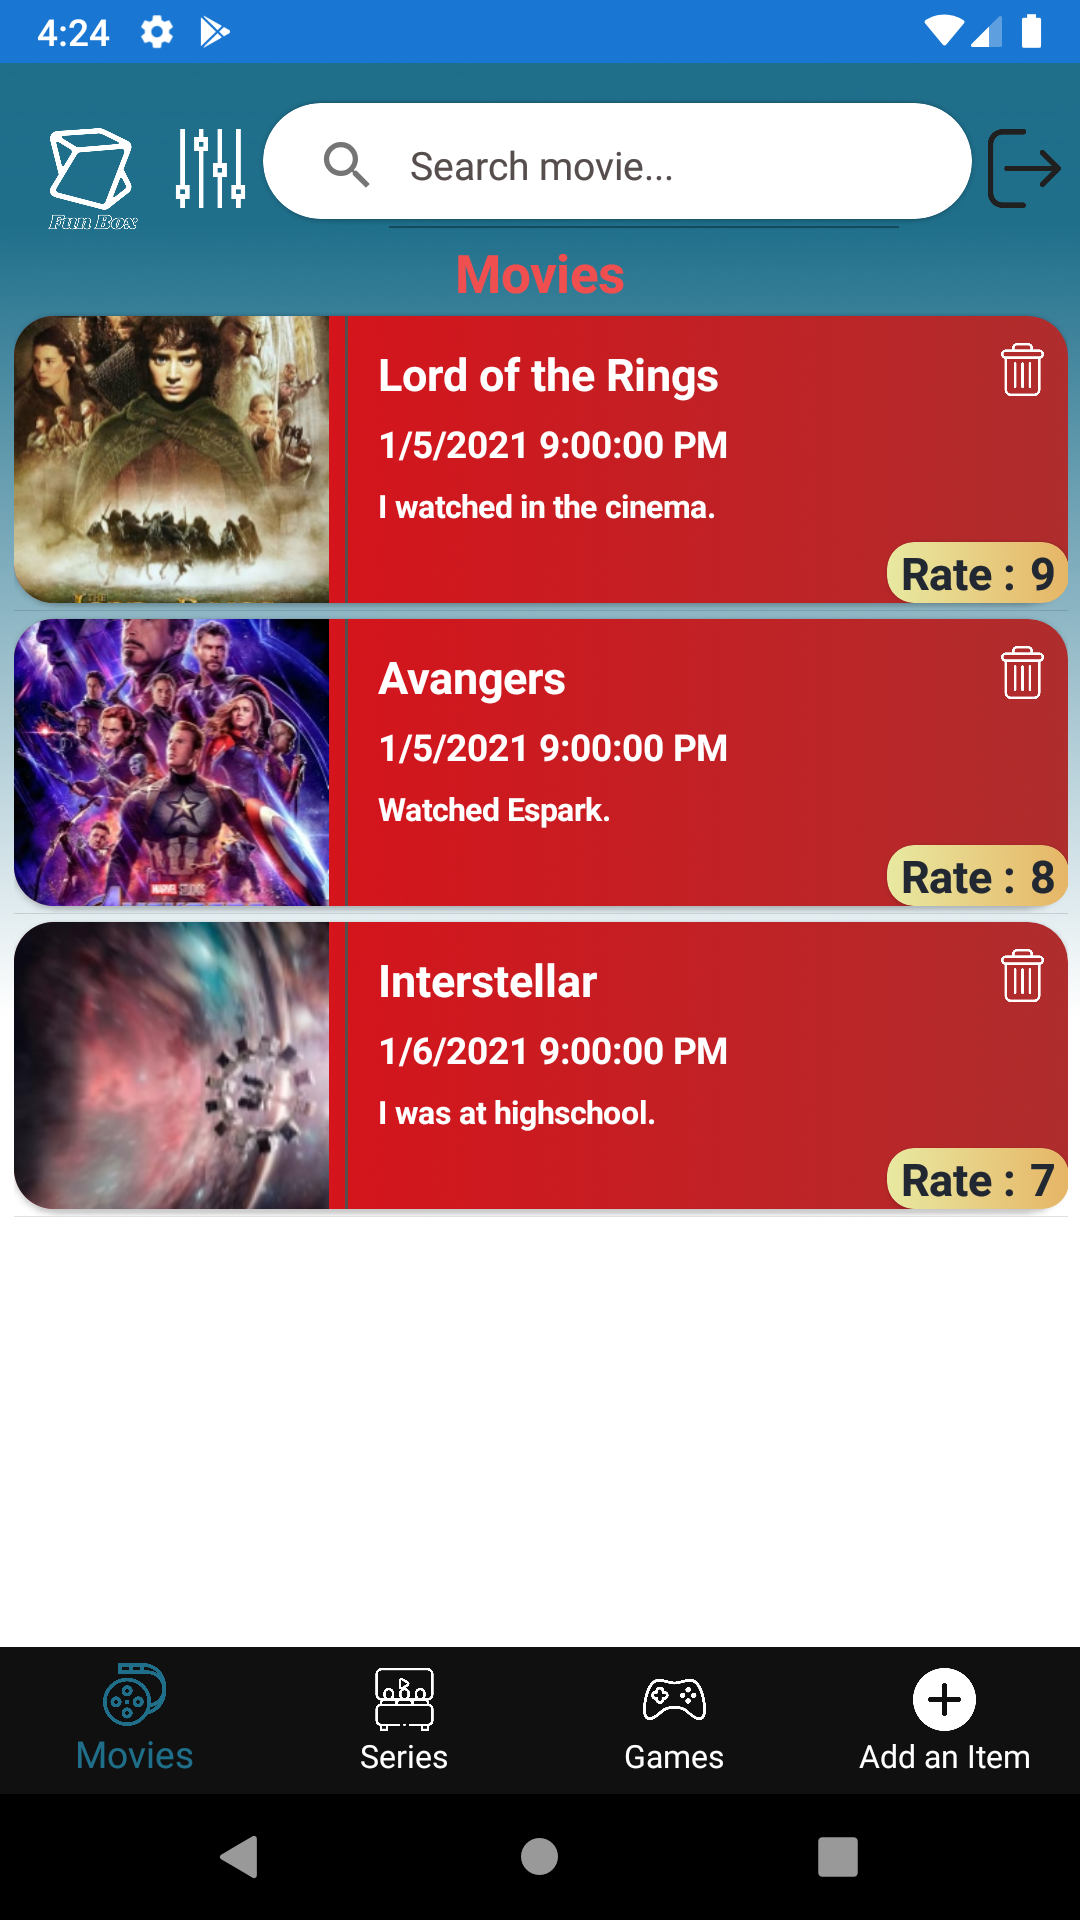 4:24
Search movie...
Fun Box
Movies
Lord of the Rings
1/5/2021 9:00:00 PM
I watched in the cinema.
Rate : 9
Avangers
1/5/2021 9:00:00 PM
Watched Espark.
MARVEL STUDIOS
Rate : 8
Interstellar
1/6/2021 9:00:00 PM
I was at highschool.
Rate : 7
Movies
Series
Games
Add an Item